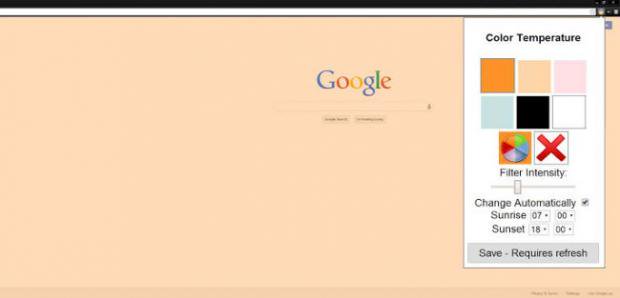 Color Temperature
Google
Google Search
I'm Feeling Lucky
Filter Intensity:
Change Automatically
Sunrise 07 00
Sunset 18 00
Save - Requires refresh
Privacy & Terms
Settings
Use Google.com